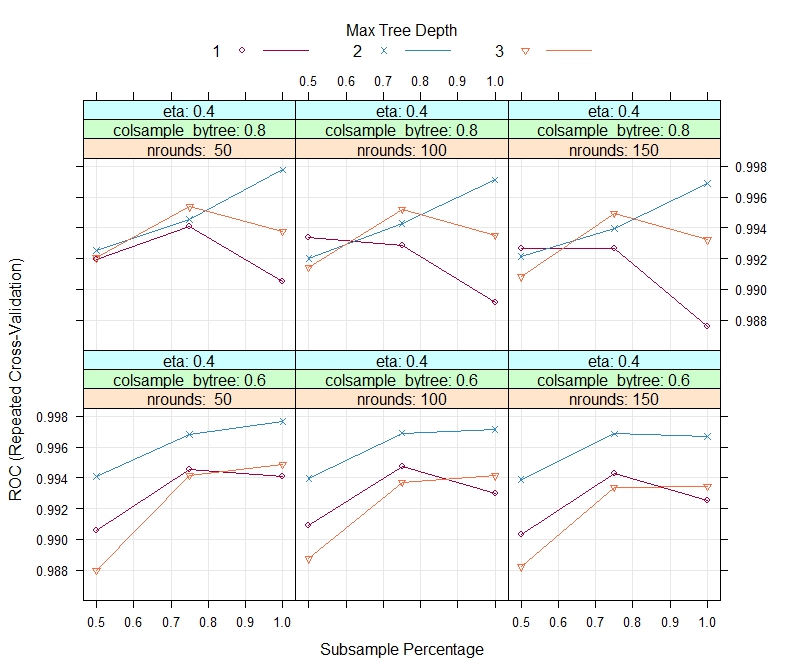 Max Tree Depth
1 2 3
0.5 0.6 0.7 0.8 0.9 1.0
eta: 0.4 eta: 0.4 eta: 0.4
colsample_bytree: 0.8 colsample_bytree: 0.8 colsample_bytree: 0.8
nrounds: 50 nrounds: 100 nrounds: 150
0.998
0.996
0.994
0.992
0.990
0.988
eta: 0.4 eta: 0.4 eta: 0.4
colsample_bytree: 0.6 colsample_bytree: 0.6 colsample_bytree: 0.6
nrounds: 50 nrounds: 100 nrounds: 150
0.998
0.996
0.994
0.992
0.990
0.988
ROC (Repeated Cross-Validation)
0.5 0.6 0.7 0.8 0.9 1.0 0.5 0.6 0.7 0.8 0.9 1.0
Subsample Percentage